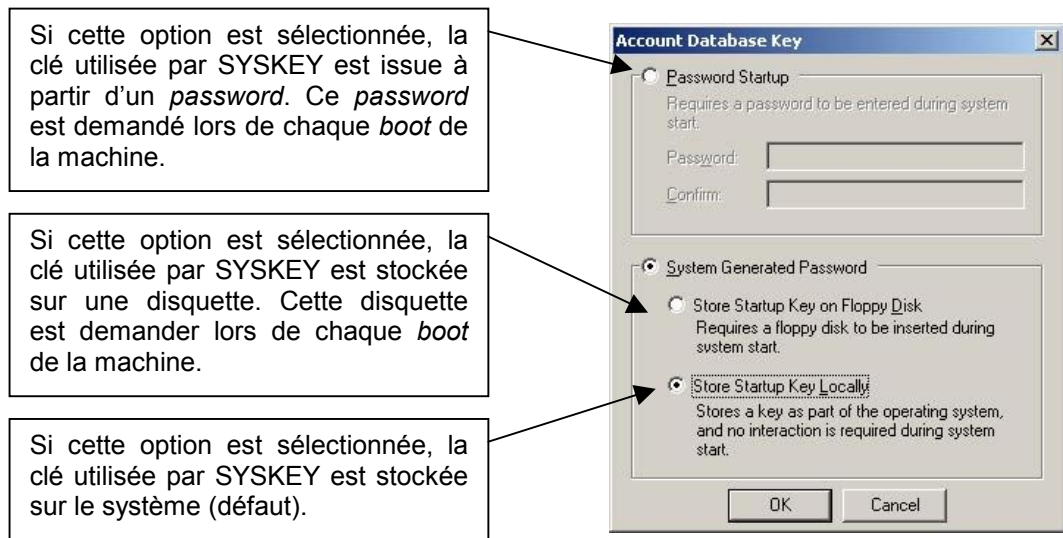 Si cette option est sélectionnée, la
clé utilisée par SYSKEY est issue à
partir d'un password. Ce password
est demandé lors de chaque boot de
la machine.
Si cette option est sélectionnée, la
clé utilisée par SYSKEY est stockée
sur une disquette. Cette disquette
est demander lors de chaque boot
de la machine.
Si cette option est sélectionnée, la
clé utilisée par SYSKEY est stockée
sur le système (défaut).
Account Database Key
Password Startup
Requires a password to be entered during system
start.
Password:
Confirm:
System Generated Password
Store Startup Key on Floppy Disk
Requires a floppy disk to be inserted during
system start.
Store Startup Key Locally
Stores a key as part of the operating system,
and no interaction is required during system
start.
OK Cancel